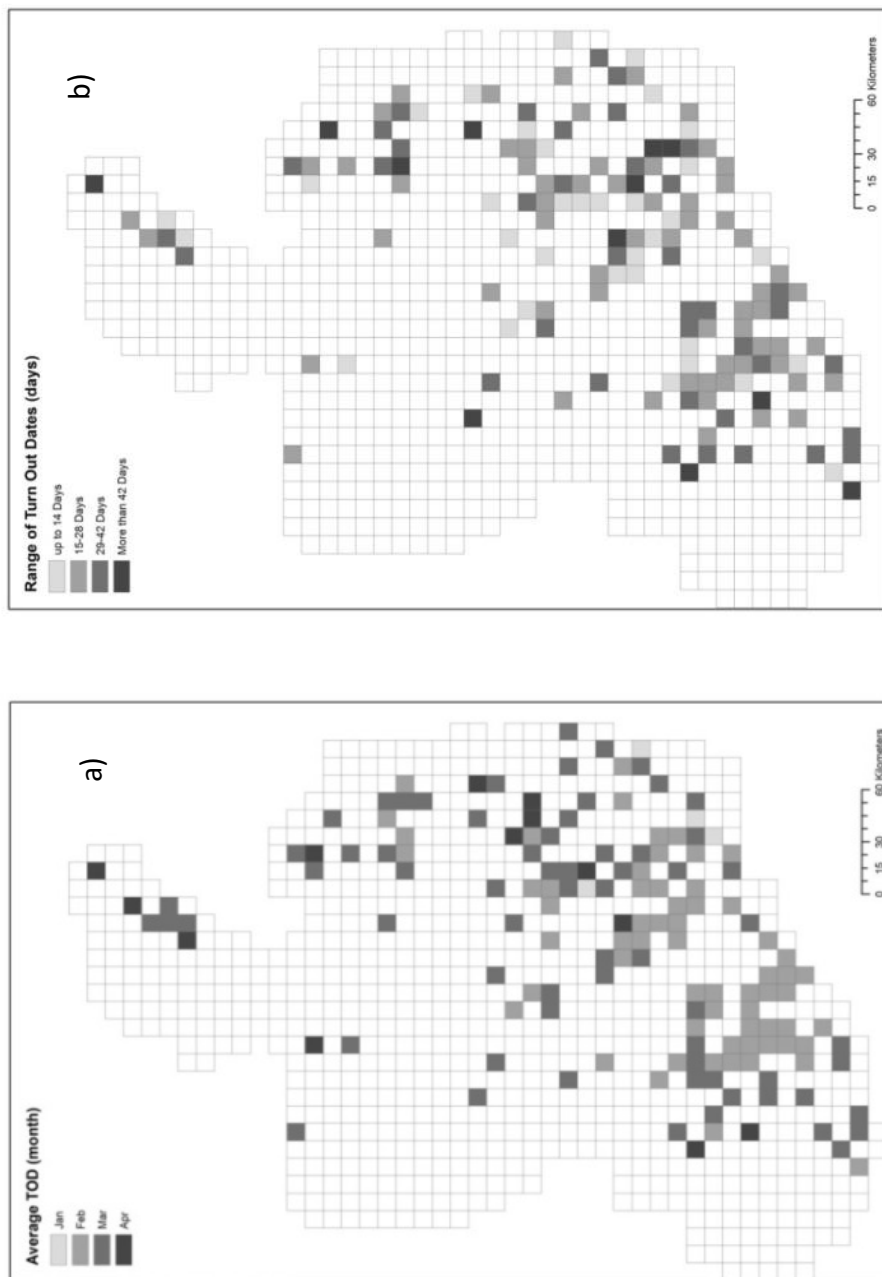 b)
Range of Turn Out Dates (days)
up to 14 Days
15-28 Days
29-42 Days
More than 42 Days
0 15 30 60 Kilometers
a)
Average TOD (month)
Jan
Feb
Mar
Apr
0 15 30 60 Kilometers